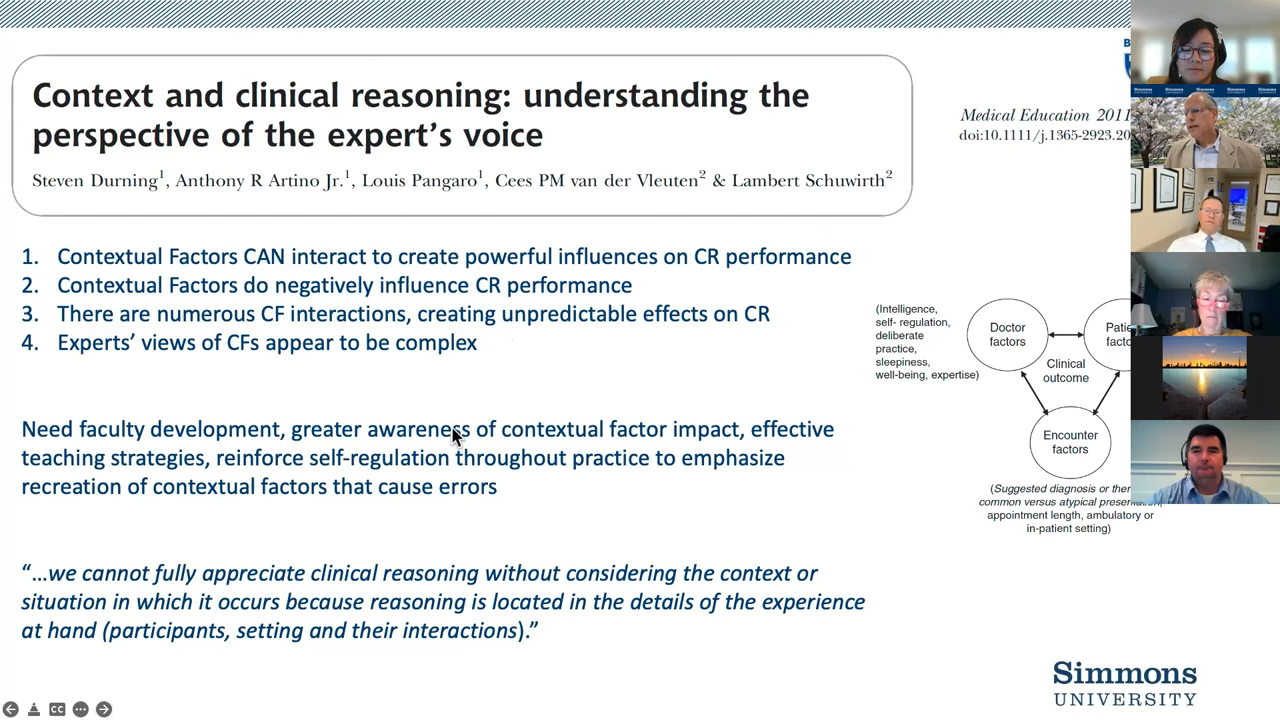 Context and clinical reasoning: understanding the
perspective of the expert's voice
Steven Durning1, Anthony R Artino Jr.1, Louis Pangaro1, Cees PM van der Vleuten2 & Lambert Schuwirth2
Medical Education 2011
doi:10.1111/j.1365-2923.20
1. Contextual Factors CAN interact to create powerful influences on CR performance
2. Contextual Factors do negatively influence CR performance
3. There are numerous CF interactions, creating unpredictable effects on CR
4. Experts' views of CFs appear to be complex
Need faculty development, greater awareness of contextual factor impact, effective
teaching strategies, reinforce self-regulation throughout practice to emphasize
recreation of contextual factors that cause errors
"…we cannot fully appreciate clinical reasoning without considering the context or
situation in which it occurs because reasoning is located in the details of the experience
at hand (participants, setting and their interactions)."
(Intelligence,
self- regulation,
deliberate
practice,
sleepiness,
well-being, expertise)
Doctor
factors
Clinical
outcome
Encounter
factors
(Suggested diagnosis or
common versus atypical
appointment length, ambulatory or
in-patient setting)
Simmons
UNIVERSITY
CC